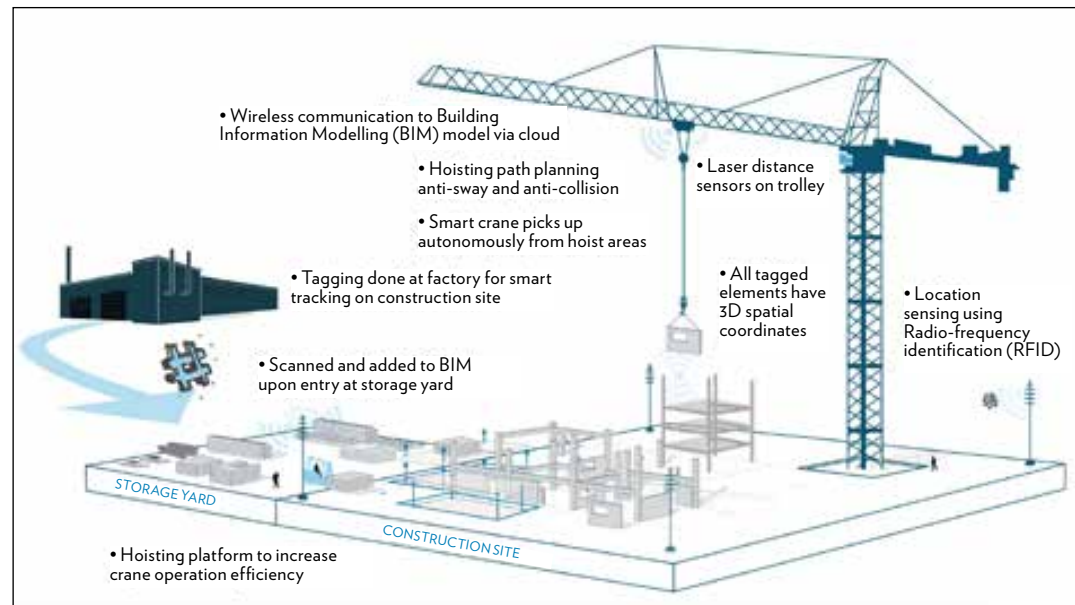 • Wireless communication to Building
Information Modelling (BIM) model via cloud
• Hoisting path planning
anti-sway and anti-collision
• Laser distance
sensors on trolley
• Smart crane picks up
autonomously from hoist areas
• Tagging done at factory for smart
tracking on construction site
• All tagged
elements have
3D spatial
coordinates
• Location
sensing using
Radio-frequency
identification (RFID)
• Scanned and added to BIM
upon entry at storage yard
STORAGE YARD
CONSTRUCTION SITE
• Hoisting platform to increase
crane operation efficiency